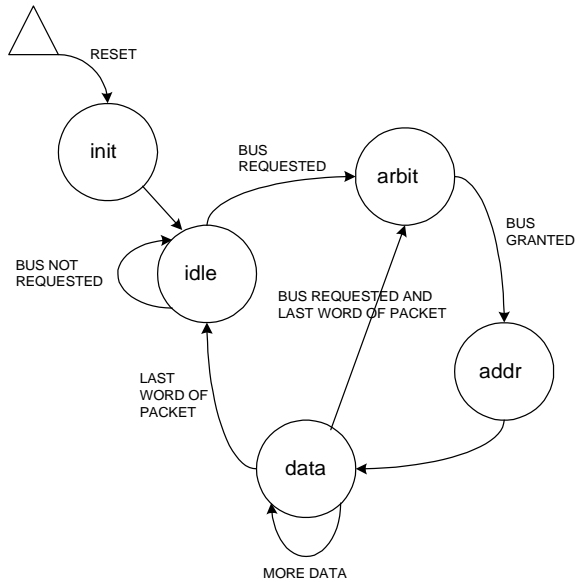 RESET
init
BUS
REQUESTED
arbit
BUS
GRANTED
BUS NOT
REQUESTED
idle
BUS REQUESTED AND
LAST WORD OF PACKET
addr
LAST
WORD OF
PACKET
data
MORE DATA